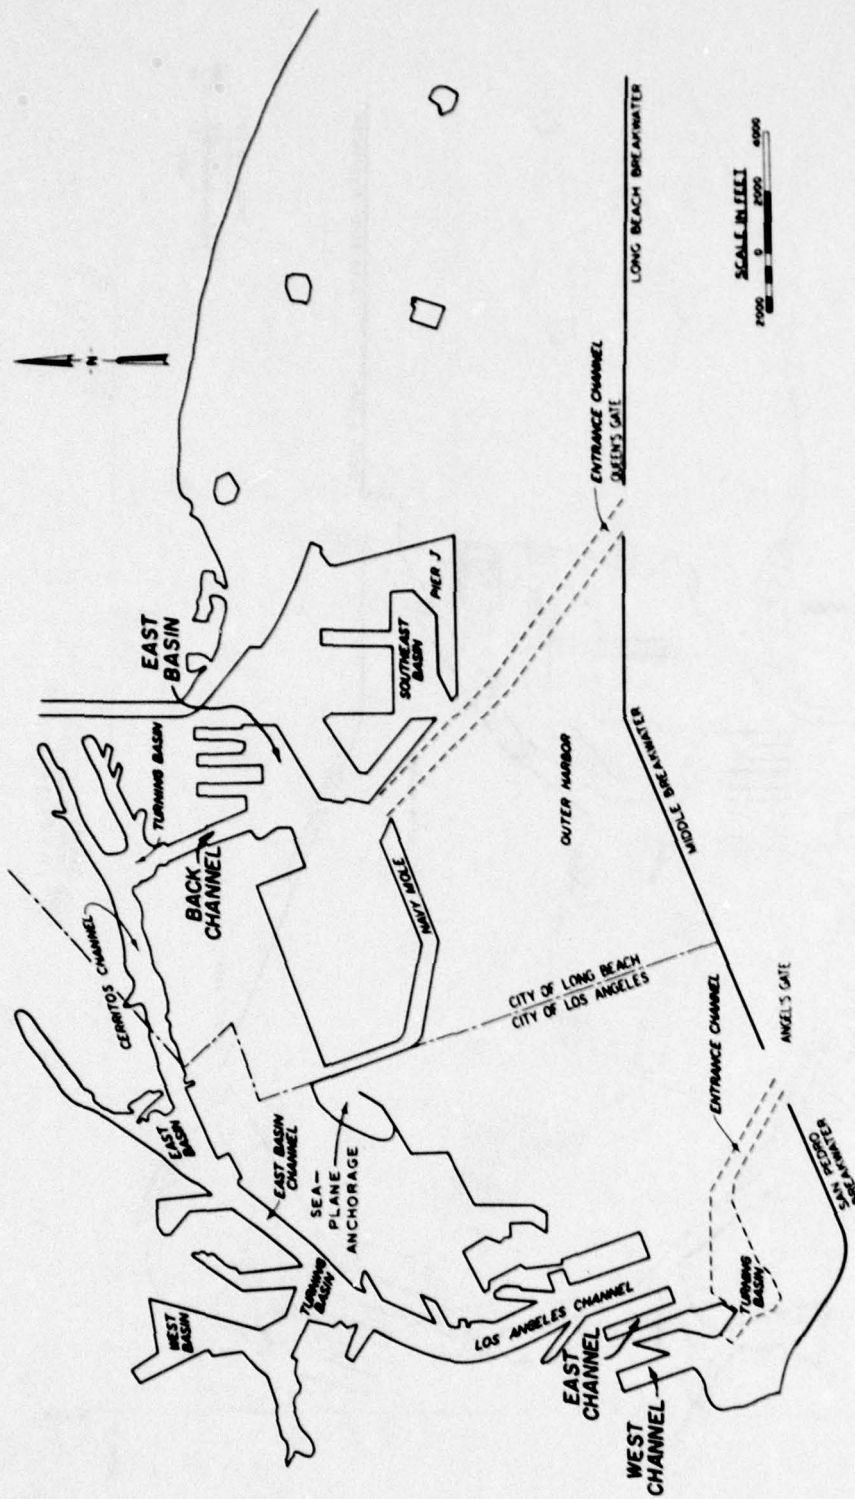 N
EAST
BASIN
TURNING BASIN
CERRITOS CHANNEL
BACK
CHANNEL
EAST
BASIN
WEST
BASIN
EAST BASIN
CHANNEL
SEA-
PLANE
ANCHORAGE
TURNING
BASIN
NAVY MOLE
SOUTHEAST
BASIN
PIER J
CITY OF LONG BEACH
CITY OF LOS ANGELES
LOS ANGELES CHANNEL
EAST
CHANNEL
WEST
CHANNEL
TURNING
BASIN
OUTER HARBOR
ENTRANCE CHANNEL
QUEEN'S GATE
LONG BEACH BREAKWATER
MIDDLE BREAKWATER
ENTRANCE CHANNEL
ANGEL'S GATE
SAN PEDRO
BREAKWATER
SCALE IN FEET
2000 0 2000 4000